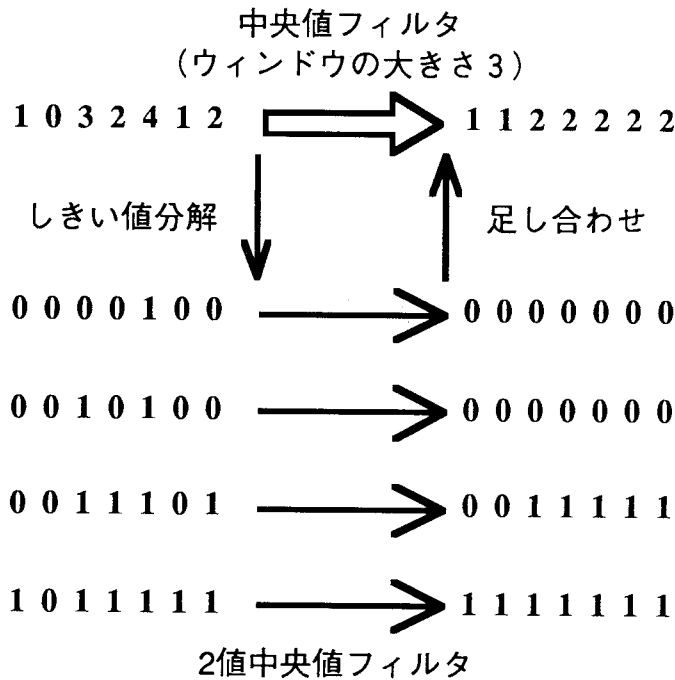 中央値フィルタ
(ウィンドウの大きさ3)
1 0 3 2 4 1 2 1 1 2 2 2 2 2
しきい値分解 足し合わせ
0 0 0 0 1 0 0 0 0 0 0 0 0 0
0 0 1 0 1 0 0 0 0 0 0 0 0 0
0 0 1 1 1 0 1 0 0 1 1 1 1 1
1 0 1 1 1 1 1 1 1 1 1 1 1 1
2値中央値フィルタ